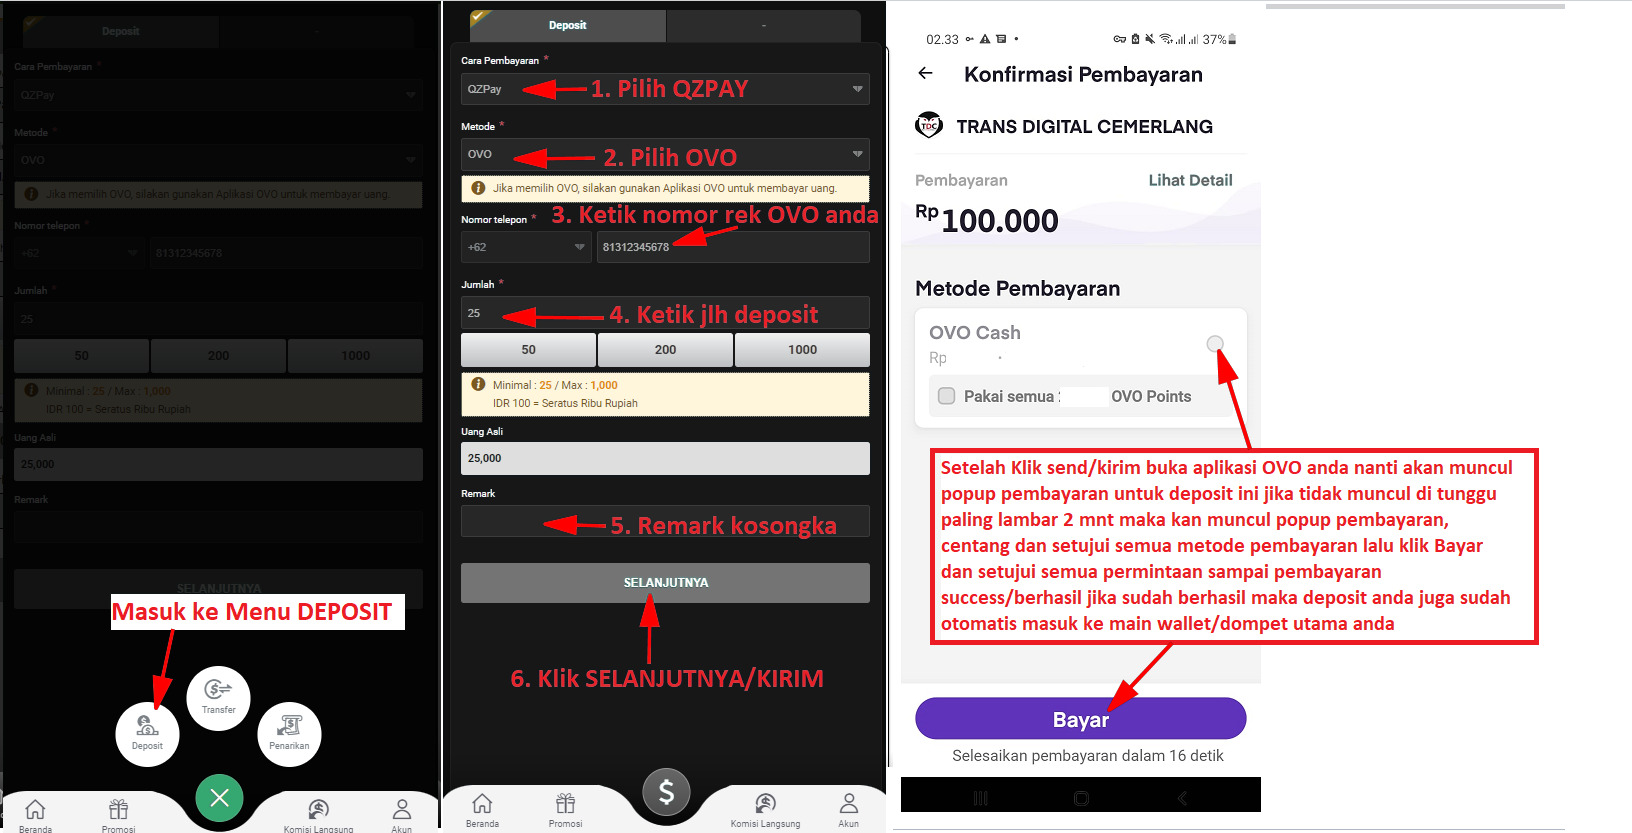 Deposit
-
Cara Pembayaran *
QZPay
Metode *
OVO
Jika memilih OVO, silakan gunakan Aplikasi OVO untuk membayar uang.
Nomor telepon *
+62
81312345678
Jumlah *
25
50
200
1000
Minimal : 25 / Max : 1,000
IDR 100 = Seratus Ribu Rupiah
Uang Asli
25,000
Remark
SELANJUTNYA
Masuk ke Menu DEPOSIT
Transfer
Deposit
Penarikan
Beranda
Promosi
Komisi Langsung
Akun
Deposit
-
Cara Pembayaran *
QZPay
1. Pilih QZPAY
Metode *
OVO
2. Pilih OVO
Jika memilih OVO, silakan gunakan Aplikasi OVO untuk membayar uang.
Nomor telepon *
3. Ketik nomor rek OVO anda
+62
81312345678
Jumlah *
25
4. Ketik jlh deposit
50
200
1000
Minimal : 25 / Max : 1,000
IDR 100 = Seratus Ribu Rupiah
Uang Asli
25,000
Remark
5. Remark kosongka
SELANJUTNYA
6. Klik SELANJUTNYA/KIRIM
Beranda
Promosi
Komisi Langsung
Akun
02.33
37%
Konfirmasi Pembayaran
TDC
TRANS DIGITAL CEMERLANG
Pembayaran
Lihat Detail
Rp 100.000
Metode Pembayaran
OVO Cash
Rp
Pakai semua
OVO Points
Setelah Klik send/kirim buka aplikasi OVO anda nanti akan muncul
popup pembayaran untuk deposit ini jika tidak muncul di tunggu
paling lambar 2 mnt maka kan muncul popup pembayaran,
centang dan setujui semua metode pembayaran lalu klik Bayar
dan setujui semua permintaan sampai pembayaran
success/berhasil jika sudah berhasil maka deposit anda juga sudah
otomatis masuk ke main wallet/dompet utama anda
Bayar
Selesaikan pembayaran dalam 16 detik